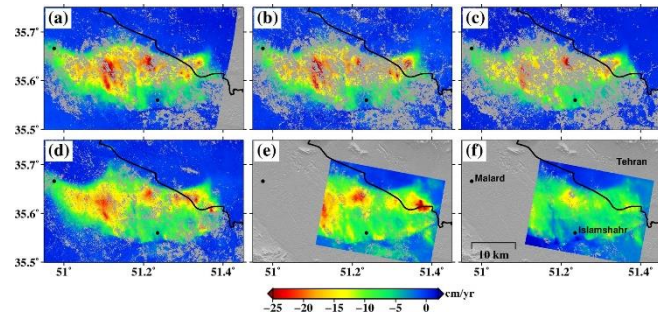 35.7°
35.6°
35.5°
(a)
(b)
(c)
35.7°
35.6°
35.5°
(d)
(e)
(f)
Tehran
Malard
Islamshahr
10 km
51°
51.2°
51.4°
51°
51.2°
51.4°
51°
51.2°
51.4°
cm/yr
−25
−20
−15
−10
−5
0